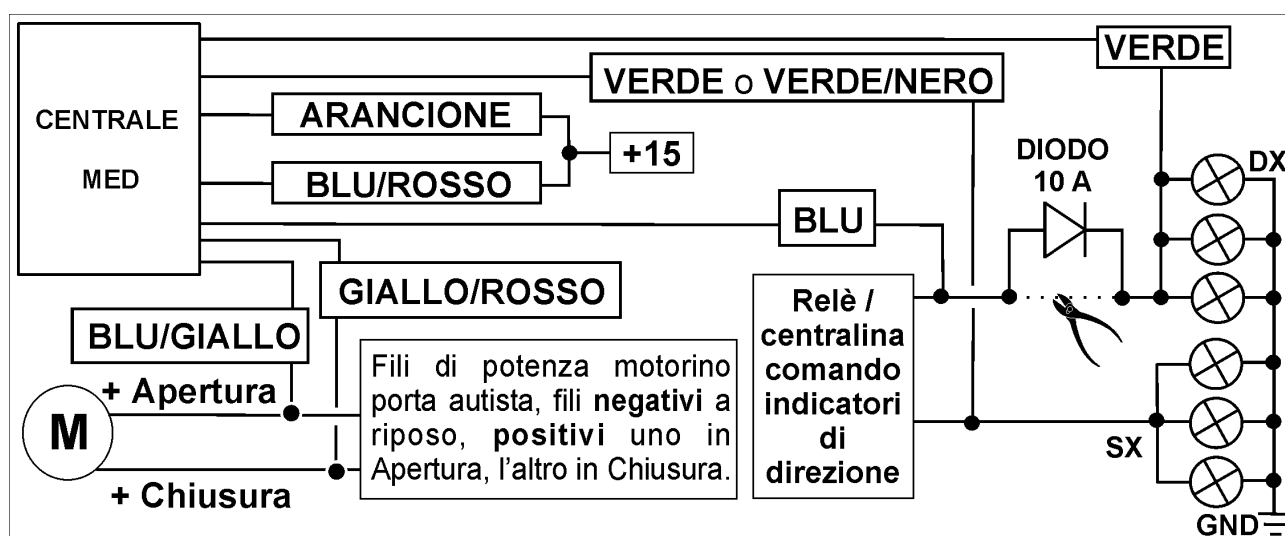 VERDE
VERDE o VERDE/NERO
CENTRALE
MED
ARANCIONE
+15
BLU/ROSSO
DIODO
10 A
DX
BLU
GIALLO/ROSSO
BLU/GIALLO
+ Apertura
M
+ Chiusura
Fili di potenza motorino
porta autista, fili negativi a
riposo, positivi uno in
Apertura, l'altro in Chiusura.
Relè /
centralina
comando
indicatori
di
direzione
SX
GND